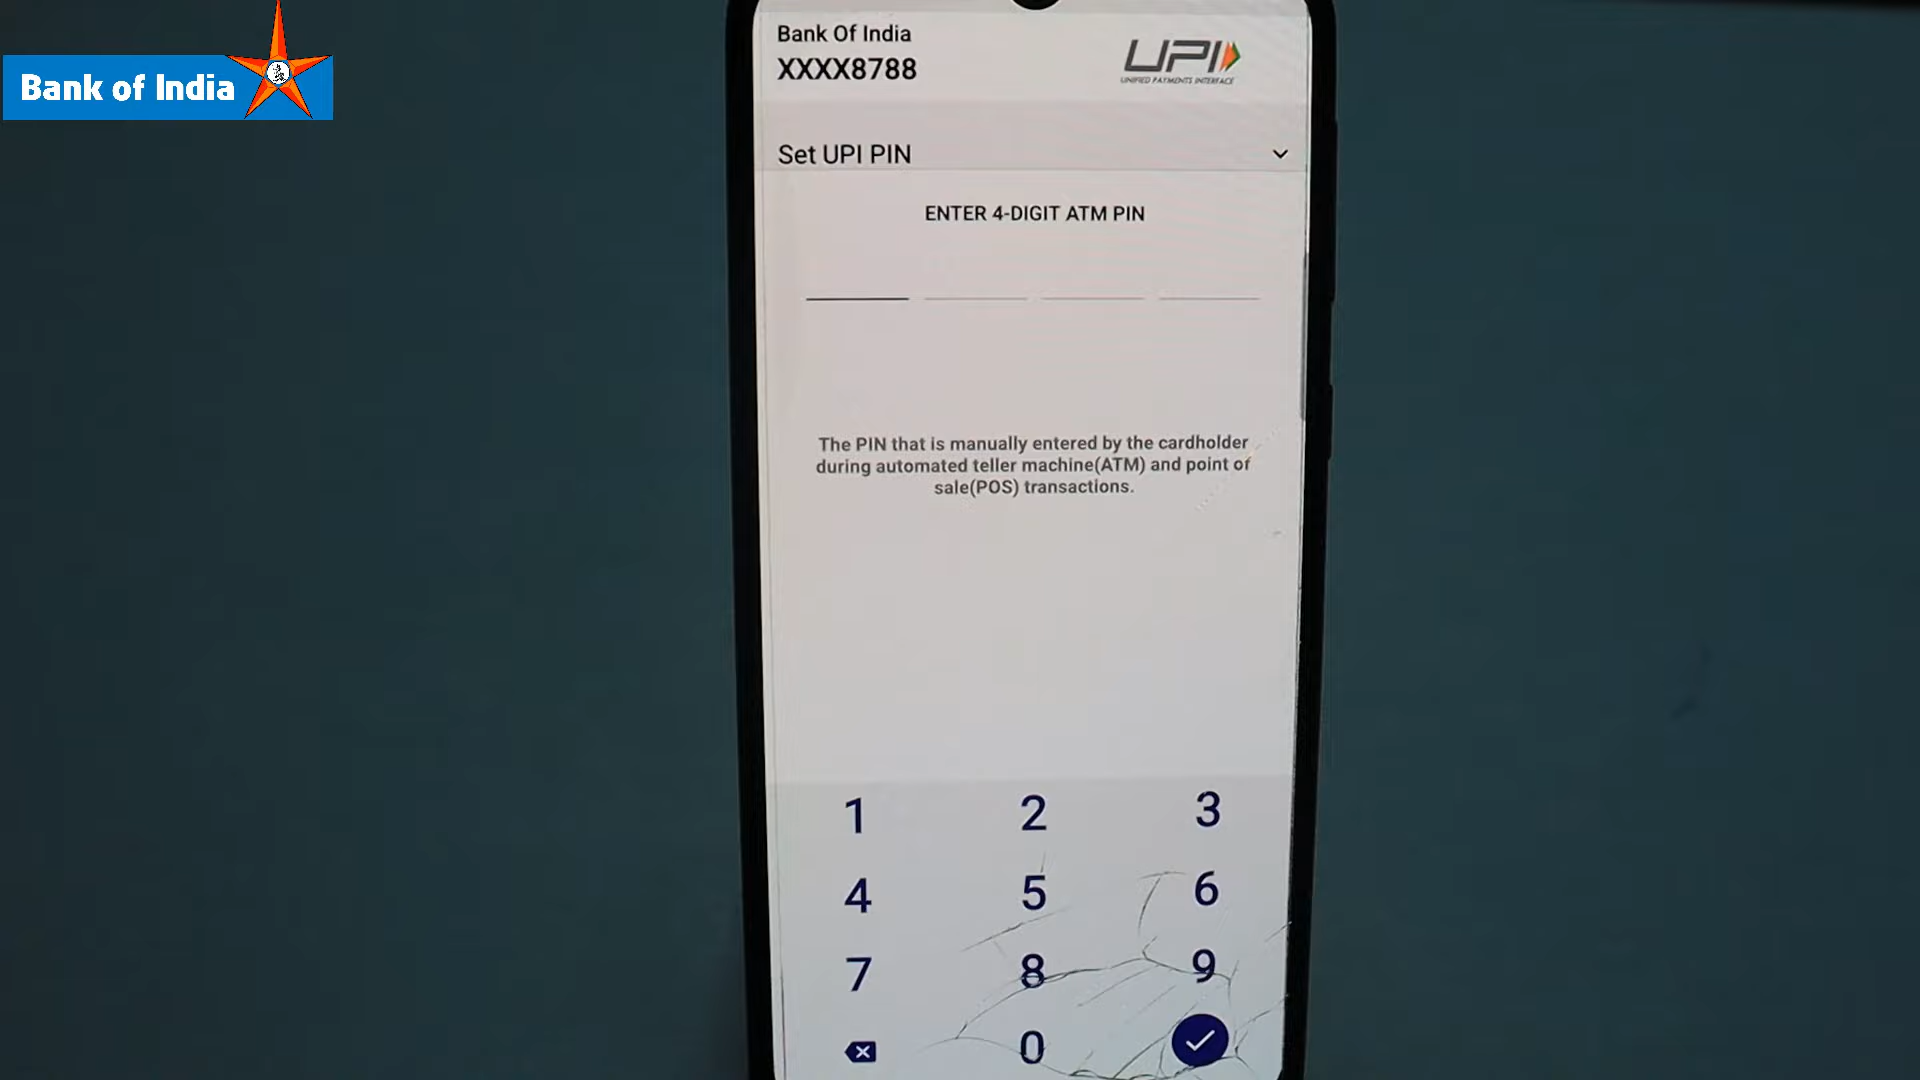 Bank of India
Bank Of India
XXXX8788
UPI
UNIFIED PAYMENTS INTERFACE
Set UPI PIN
ENTER 4-DIGIT ATM PIN
The PIN that is manually entered by the cardholder
during automated teller machine(ATM) and point of
sale(POS) transactions.
1 2 3
4 5 6
7 8 9
0